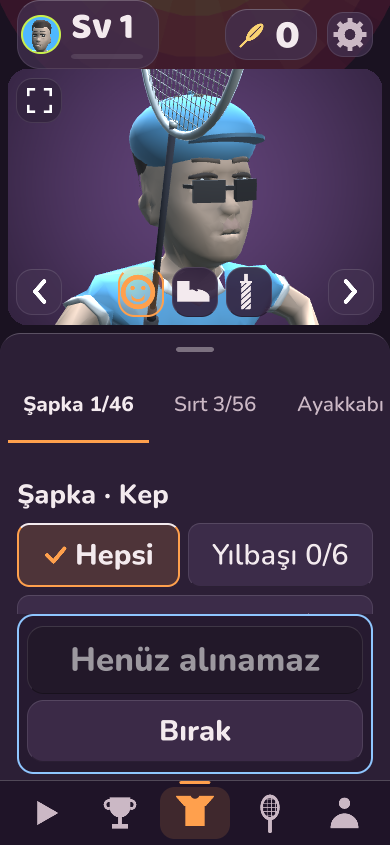 Sv 1
0
Şapka 1/46
Sırt 3/56
Ayakkabı
Şapka · Kep
Hepsi
Yılbaşı 0/6
Henüz alınamaz
Bırak